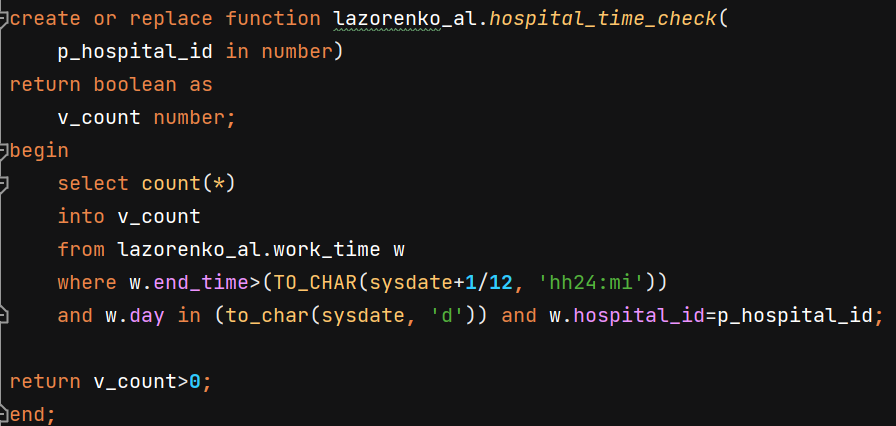 create or replace function lazorenko_al.hospital_time_check(
    p_hospital_id in number)
return boolean as
    v_count number;
begin
    select count(*)
    into v_count
    from lazorenko_al.work_time w
    where w.end_time>(TO_CHAR(sysdate+1/12, 'hh24:mi'))
    and w.day in (to_char(sysdate, 'd')) and w.hospital_id=p_hospital_id;

return v_count>0;
end;